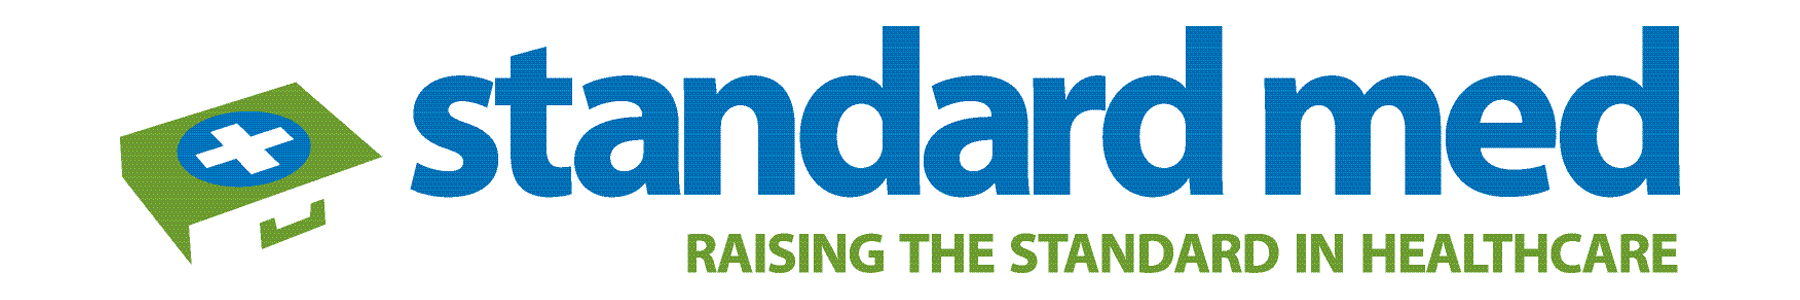 standard med
RAISING THE STANDARD IN HEALTHCARE